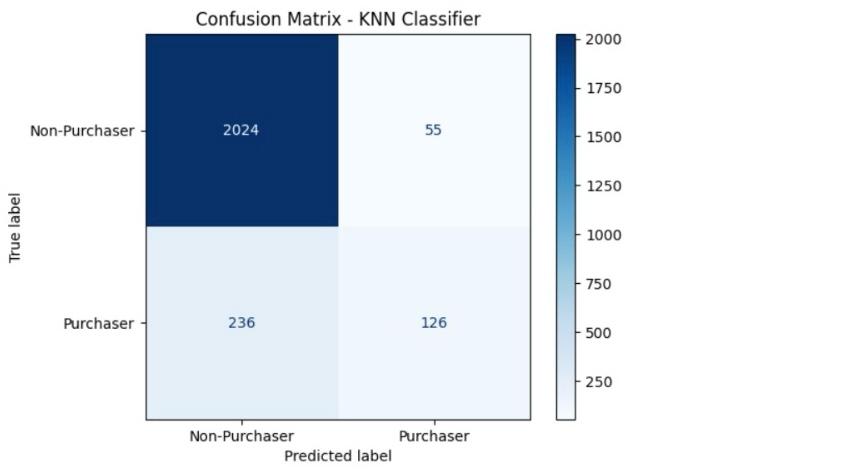 Confusion Matrix - KNN Classifier
True label
Non-Purchaser
2024
55
Purchaser
236
126
Non-Purchaser
Purchaser
Predicted label
2000
1750
1500
1250
1000
750
500
250